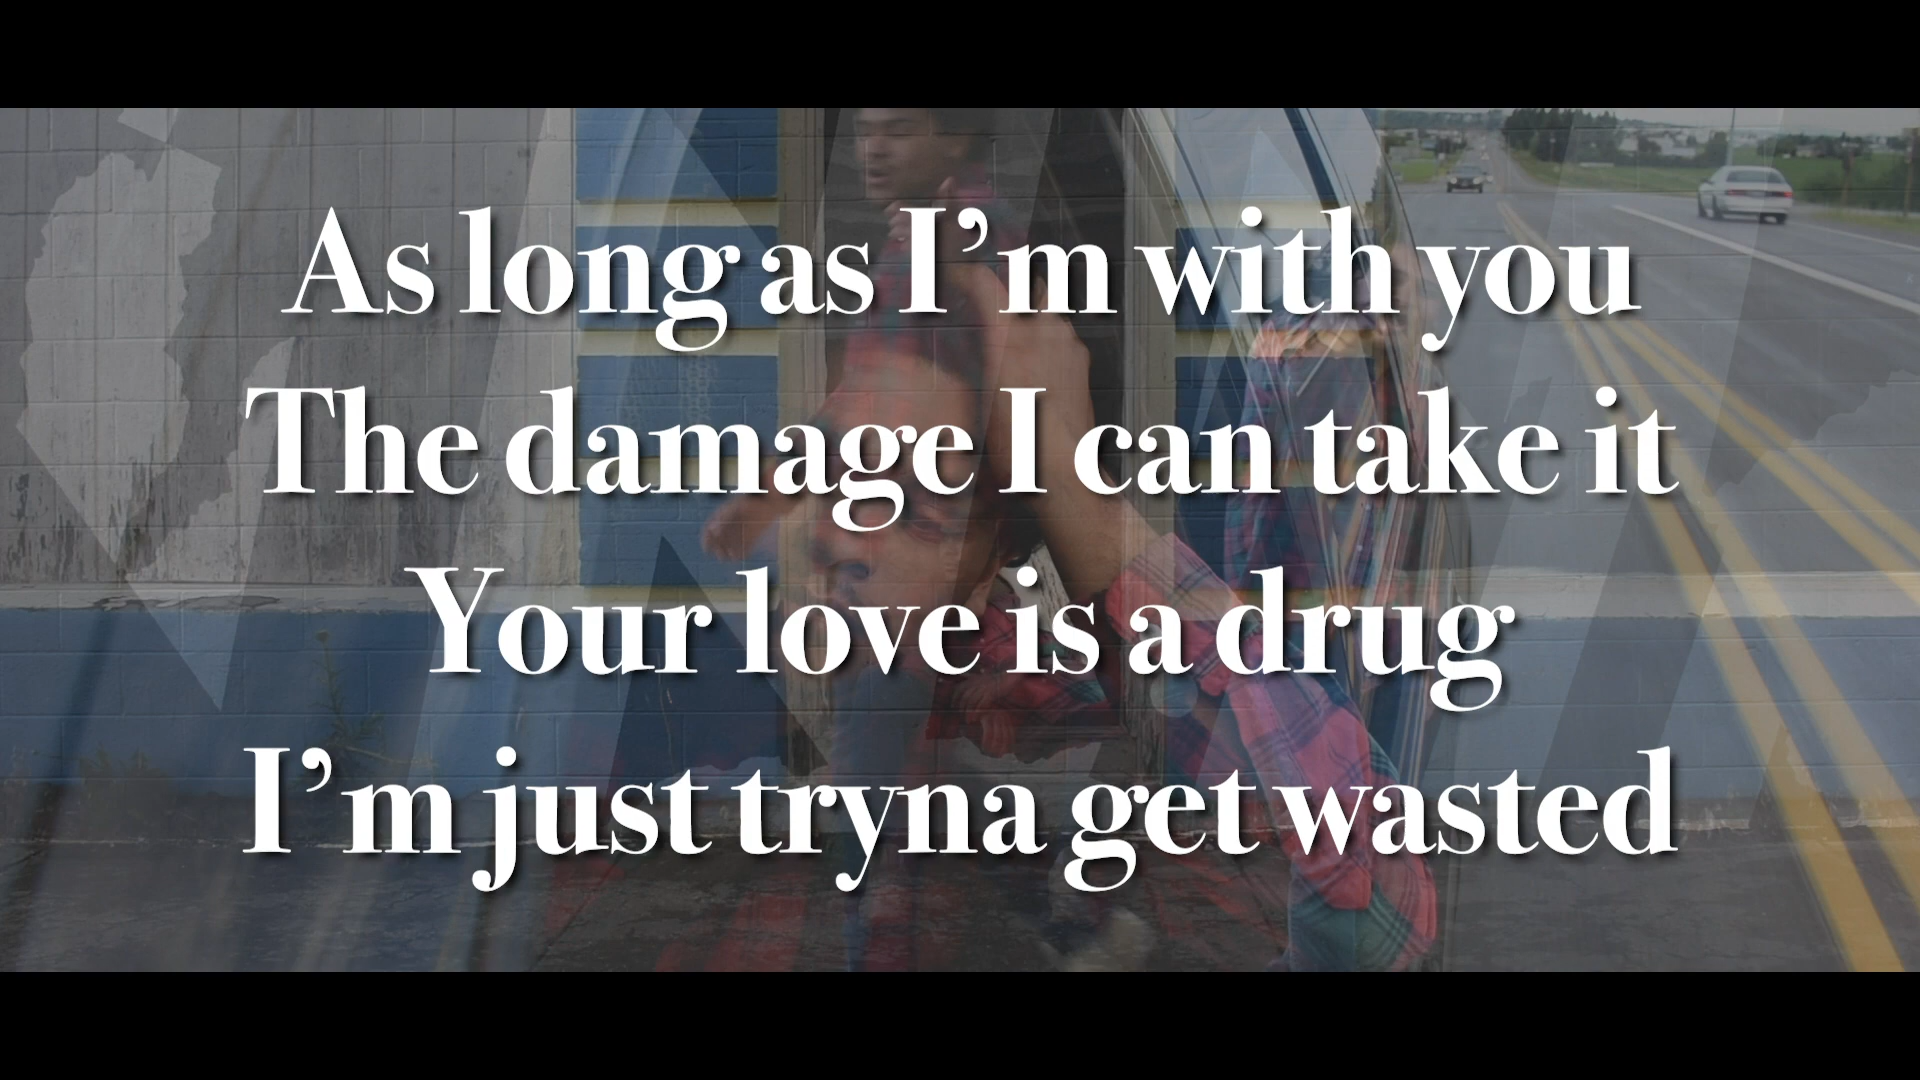 As long as I’m with you
The damage I can take it
Your love is a drug
I’m just tryna get wasted